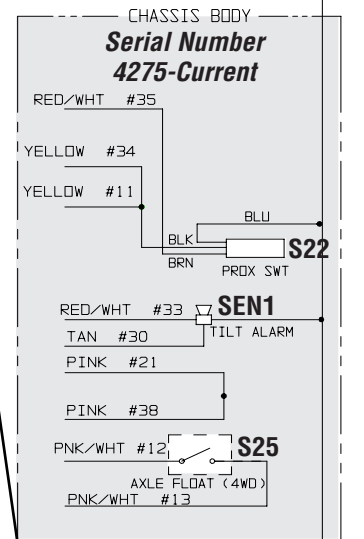 CHASSIS BODY
Serial Number
4275-Current
RED/WHT #35
YELLOW #34
YELLOW #11
BLU
BLK
S22
BRN
PROX SWT
SEN1
RED/WHT #33
TILT ALARM
TAN #30
PINK #21
PINK #38
PNK/WHT #12
S25
AXLE FLOAT (4WD)
PNK/WHT #13